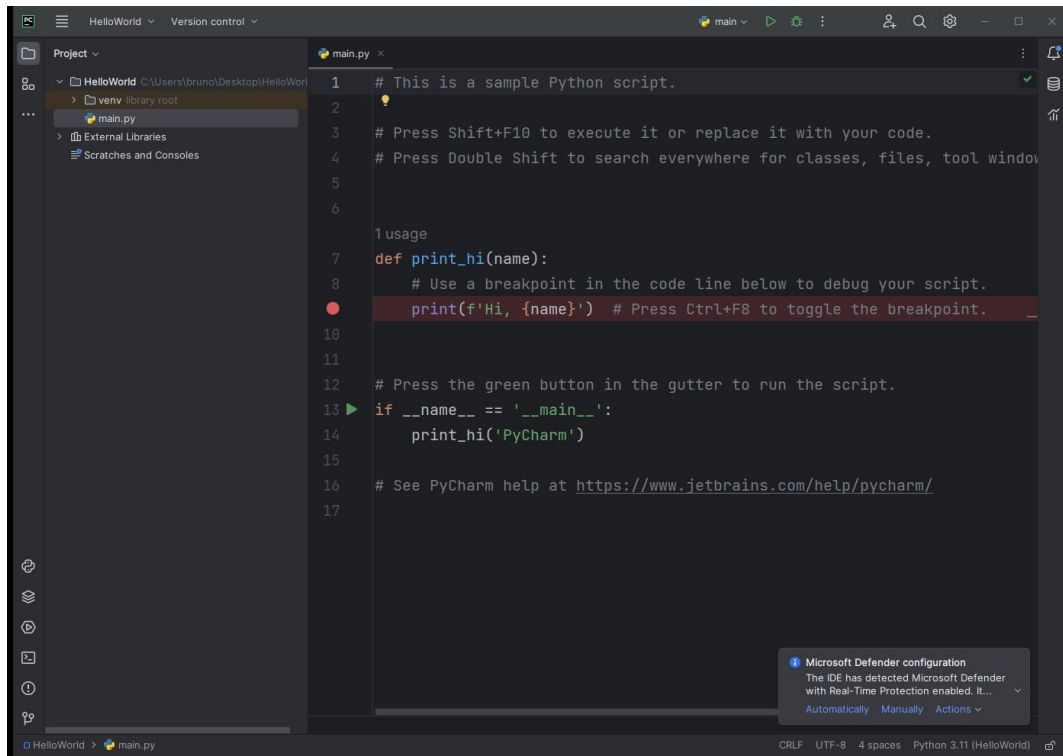 PC HelloWorld Version control main
Project
main.py
HelloWorld C:\Users\bruno\Desktop\HelloWorl
venv library root
main.py
External Libraries
Scratches and Consoles
1 # This is a sample Python script.
2
3 # Press Shift+F10 to execute it or replace it with your code.
4 # Press Double Shift to search everywhere for classes, files, tool window
5
6
1 usage
7 def print_hi(name):
8     # Use a breakpoint in the code line below to debug your script.
    print(f'Hi, {name}')  # Press Ctrl+F8 to toggle the breakpoint.
10
11
12 # Press the green button in the gutter to run the script.
13 if __name__ == '__main__':
14     print_hi('PyCharm')
15
16 # See PyCharm help at https://www.jetbrains.com/help/pycharm/
17
Microsoft Defender configuration
The IDE has detected Microsoft Defender
with Real-Time Protection enabled. It...
Automatically Manually Actions
HelloWorld > main.py CRLF UTF-8 4 spaces Python 3.11 (HelloWorld)